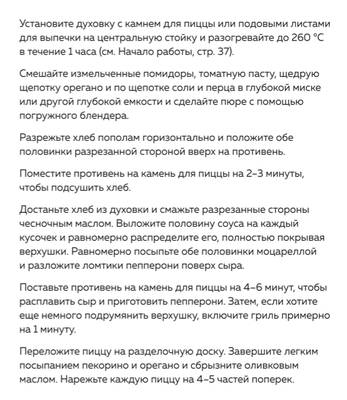 Установите духовку с камнем для пиццы или подовыми листами
для выпечки на центральную стойку и разогревайте до 260 °C
в течение 1 часа (см. Начало работы, стр. 37).
Смешайте измельченные помидоры, томатную пасту, щедрую
щепотку орегано и по щепотке соли и перца в глубокой миске
или другой глубокой емкости и сделайте пюре с помощью
погружного блендера.
Разрежьте хлеб пополам горизонтально и положите обе
половинки разрезанной стороной вверх на противень.
Поместите противень на камень для пиццы на 2–3 минуты,
чтобы подсушить хлеб.
Достаньте хлеб из духовки и смажьте разрезанные стороны
чесночным маслом. Выложите половину соуса на каждый
кусочек и равномерно распределите его, полностью покрывая
верхушки. Равномерно посыпьте обе половинки моцареллой
и разложите ломтики пепперони поверх сыра.
Поставьте противень на камень для пиццы на 4–6 минут, чтобы
расплавить сыр и приготовить пепперони. Затем, если хотите
еще немного подрумянить верхушку, включите гриль примерно
на 1 минуту.
Переложите пиццу на разделочную доску. Завершите легким
посыпанием пекорино и орегано и сбрызните оливковым
маслом. Нарежьте каждую пиццу на 4–5 частей поперек.